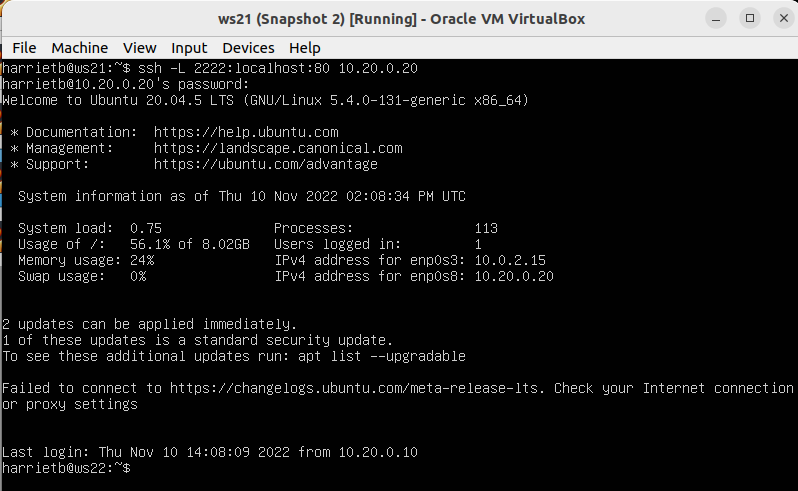 ws21 (Snapshot 2) [Running] - Oracle VM VirtualBox
File Machine View Input Devices Help
harrietb@ws21:~$ ssh -L 2222:localhost:80 10.20.0.20
harrietb@10.20.0.20's password:
Welcome to Ubuntu 20.04.5 LTS (GNU/Linux 5.4.0-131-generic x86_64)
* Documentation: https://help.ubuntu.com
* Management: https://landscape.canonical.com
* Support: https://ubuntu.com/advantage
System information as of Thu 10 Nov 2022 02:08:34 PM UTC
System load: 0.75 Processes: 113
Usage of /: 56.1% of 8.02GB Users logged in: 1
Memory usage: 24% IPv4 address for enp0s3: 10.0.2.15
Swap usage: 0% IPv4 address for enp0s8: 10.20.0.20
2 updates can be applied immediately.
1 of these updates is a standard security update.
To see these additional updates run: apt list --upgradable
Failed to connect to https://changelogs.ubuntu.com/meta-release-lts. Check your Internet connection
or proxy settings
Last login: Thu Nov 10 14:08:09 2022 from 10.20.0.10
harrietb@ws22:~$